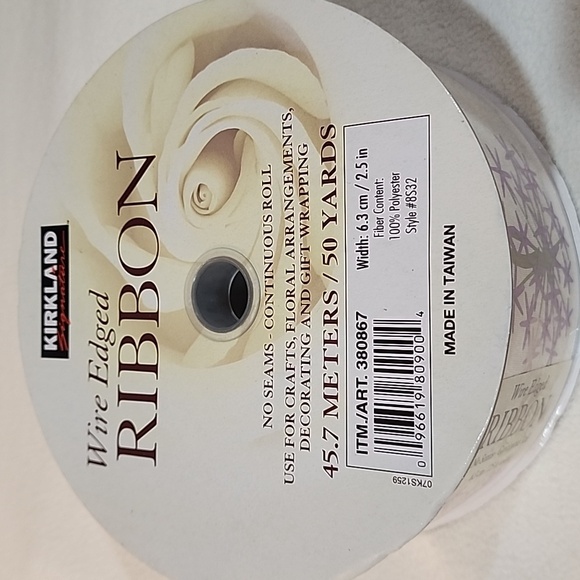 KIRKLAND
Signature
Wire Edged
RIBBON
NO SEAMS - CONTINUOUS ROLL
USE FOR CRAFTS, FLORAL ARRANGEMENTS,
DECORATING AND GIFT WRAPPING
45.7 METERS / 50 YARDS
ITM./ART. 380867
0 96619 80900 4
Width: 6.3 cm / 2.5 in
Fiber Content:
100% Polyester
Style #8S32
MADE IN TAIWAN
07KS1259
Wire Edged
RIBBON